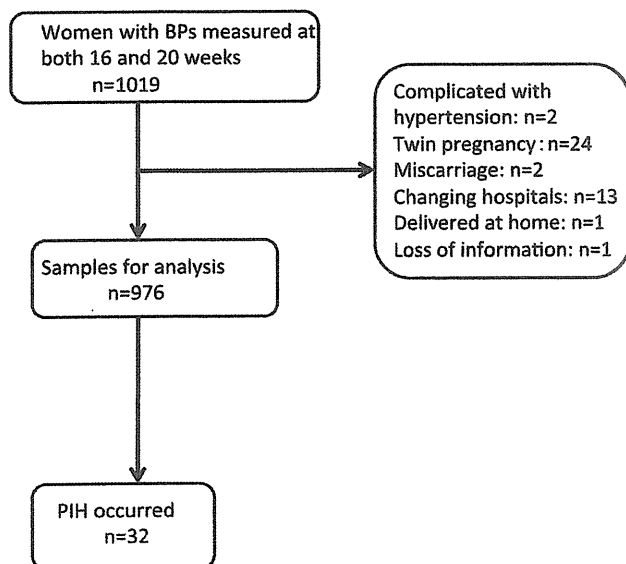 Women with BPs measured at
both 16 and 20 weeks
n=1019
Complicated with
hypertension: n=2
Twin pregnancy: n=24
Miscarriage: n=2
Changing hospitals: n=13
Delivered at home: n=1
Loss of information: n=1
Samples for analysis
n=976
PIH occurred
n=32